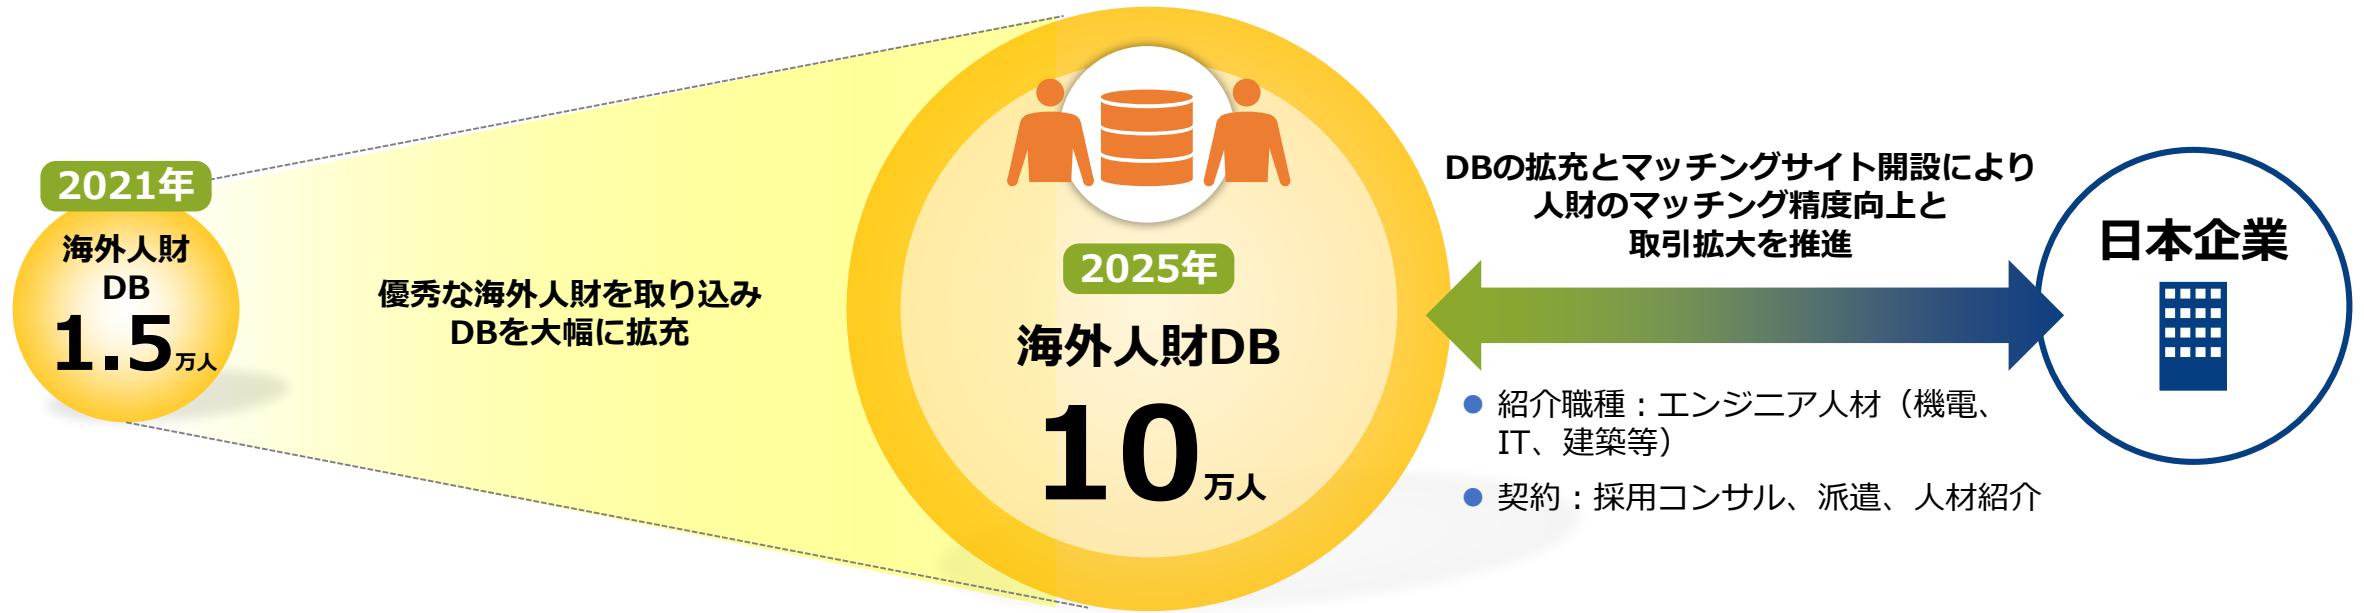 2021年
海外人財
DB
1.5万人
優秀な海外人財を取り込み
DBを大幅に拡充
2025年
海外人財DB
10万人
DBの拡充とマッチングサイト開設により
人財のマッチング精度向上と
取引拡大を推進
● 紹介職種：エンジニア人材（機電、
IT、建築等）
● 契約：採用コンサル、派遣、人材紹介
日本企業